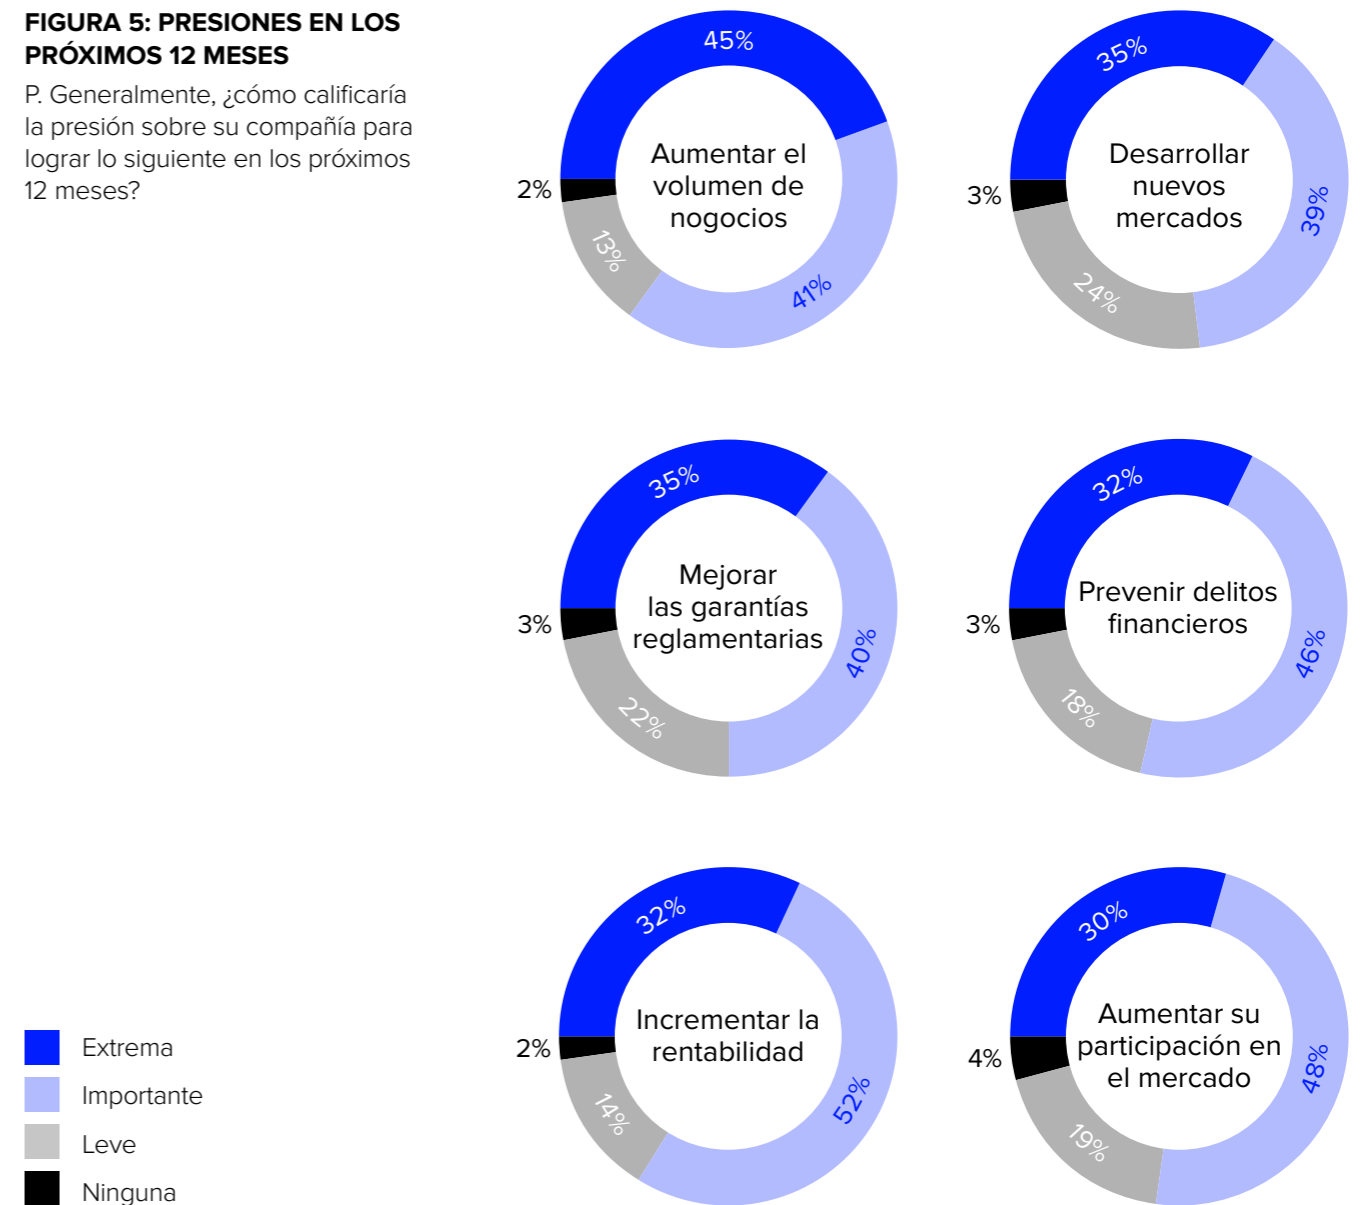 FIGURA 5: PRESIONES EN LOS
PRÓXIMOS 12 MESES
P. Generalmente, ¿cómo calificaría
la presión sobre su compañía para
lograr lo siguiente en los próximos
12 meses?
45%
2%
13%
41%
Aumentar el
volumen de
nogocios
35%
3%
24%
39%
Desarrollar
nuevos
mercados
35%
3%
22%
40%
Mejorar
las garantías
reglamentarias
32%
3%
18%
46%
Prevenir delitos
financieros
32%
2%
14%
52%
Incrementar la
rentabilidad
30%
4%
19%
48%
Aumentar su
participación en
el mercado
Extrema
Importante
Leve
Ninguna